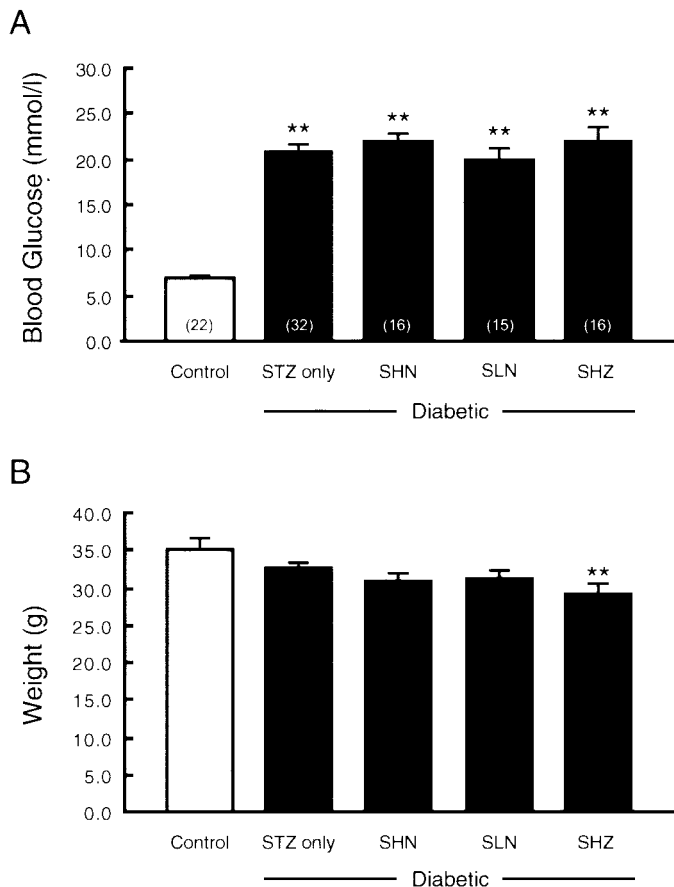 A
Blood Glucose (mmol/l)
30.0
25.0
20.0
15.0
10.0
5.0
0.0
** ** ** **
(22) (32) (16) (15) (16)
Control STZ only SHN SLN SHZ
Diabetic
B
Weight (g)
40.0
35.0
30.0
25.0
20.0
15.0
10.0
5.0
0.0
**
Control STZ only SHN SLN SHZ
Diabetic